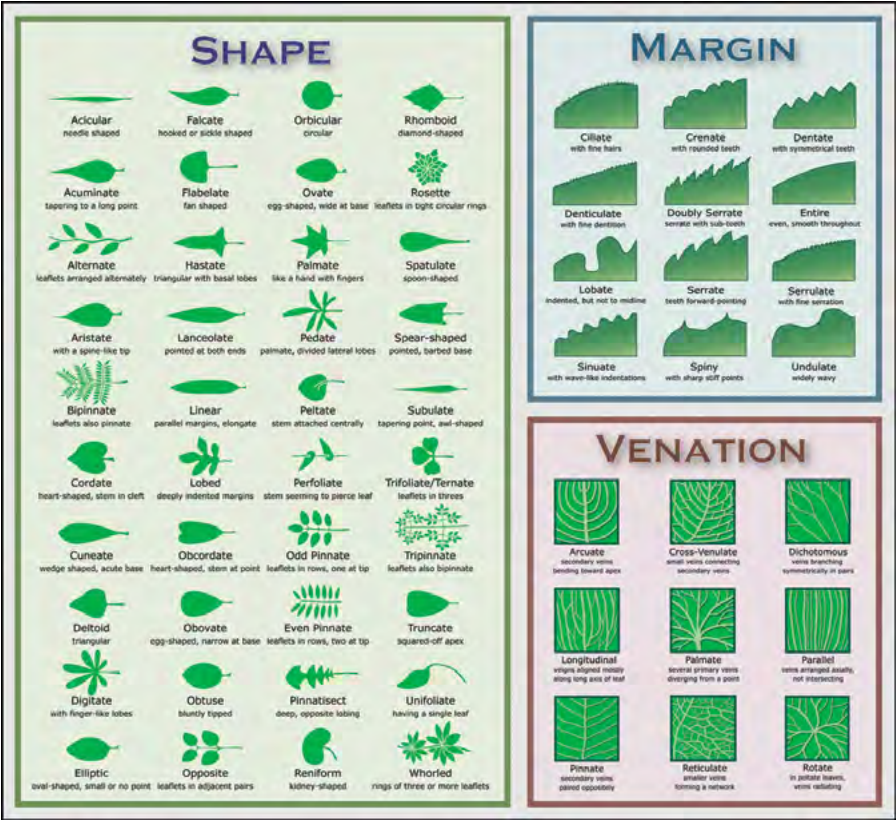 SHAPE
Acicular
needle shaped
Falcate
hooked or sickle shaped
Orbicular
circular
Rhomboid
diamond-shaped
Acuminate
tapering to a long point
Flabelate
fan shaped
Ovate
egg-shaped, wide at base
Rosette
leaflets in tight circular rings
Alternate
leaflets arranged alternately
Hastate
triangular with basal lobes
Palmate
like a hand with fingers
Spatulate
spoon-shaped
Aristate
with a spine-like tip
Lanceolate
pointed at both ends
Pedate
palmate, divided lateral lobes
Spear-shaped
pointed, barbed base
Bipinnate
leaflets also pinnate
Linear
parallel margins, elongate
Peltate
stem attached centrally
Subulate
tapering point, awl-shaped
Cordate
heart-shaped, stem in cleft
Lobed
deeply indented margins
Perfoliate
stem seeming to pierce leaf
Trifoliate/Ternate
leaflets in threes
Cuneate
wedge shaped, acute base
Obcordate
heart-shaped, stem at point
Odd Pinnate
leaflets in rows, one at tip
Tripinnate
leaflets also bipinnate
Deltoid
triangular
Obovate
egg-shaped, narrow at base
Even Pinnate
leaflets in rows, two at tip
Truncate
squared-off apex
Digitate
with finger-like lobes
Obtuse
bluntly tipped
Pinnatisect
deep, opposite lobing
Unifoliate
having a single leaf
Elliptic
oval-shaped, small or no point
Opposite
leaflets in adjacent pairs
Reniform
kidney-shaped
Whorled
rings of three or more leaflets
MARGIN
Ciliate
with fine hairs
Crenate
with rounded teeth
Dentate
with symmetrical teeth
Denticulate
with fine dentition
Doubly Serrate
serrate with sub-teeth
Entire
even, smooth throughout
Lobate
indented, but not to midline
Serrate
teeth forward-pointing
Serrulate
with fine serration
Sinuate
with wave-like indentations
Spiny
with sharp stiff points
Undulate
widely wavy
VENATION
Arcuate
secondary veins
bending toward apex
Cross-Venulate
small veins connecting
secondary veins
Dichotomous
veins branching
symmetrically in pairs
Longitudinal
veigns aligned mostly
along long axis of leaf
Palmate
several primary veins
diverging from a point
Parallel
veins arranged axially,
not intersecting
Pinnate
secondary veins
paired oppositely
Reticulate
smaller veins
forming a network
Rotate
in peltate leaves,
veins radiating